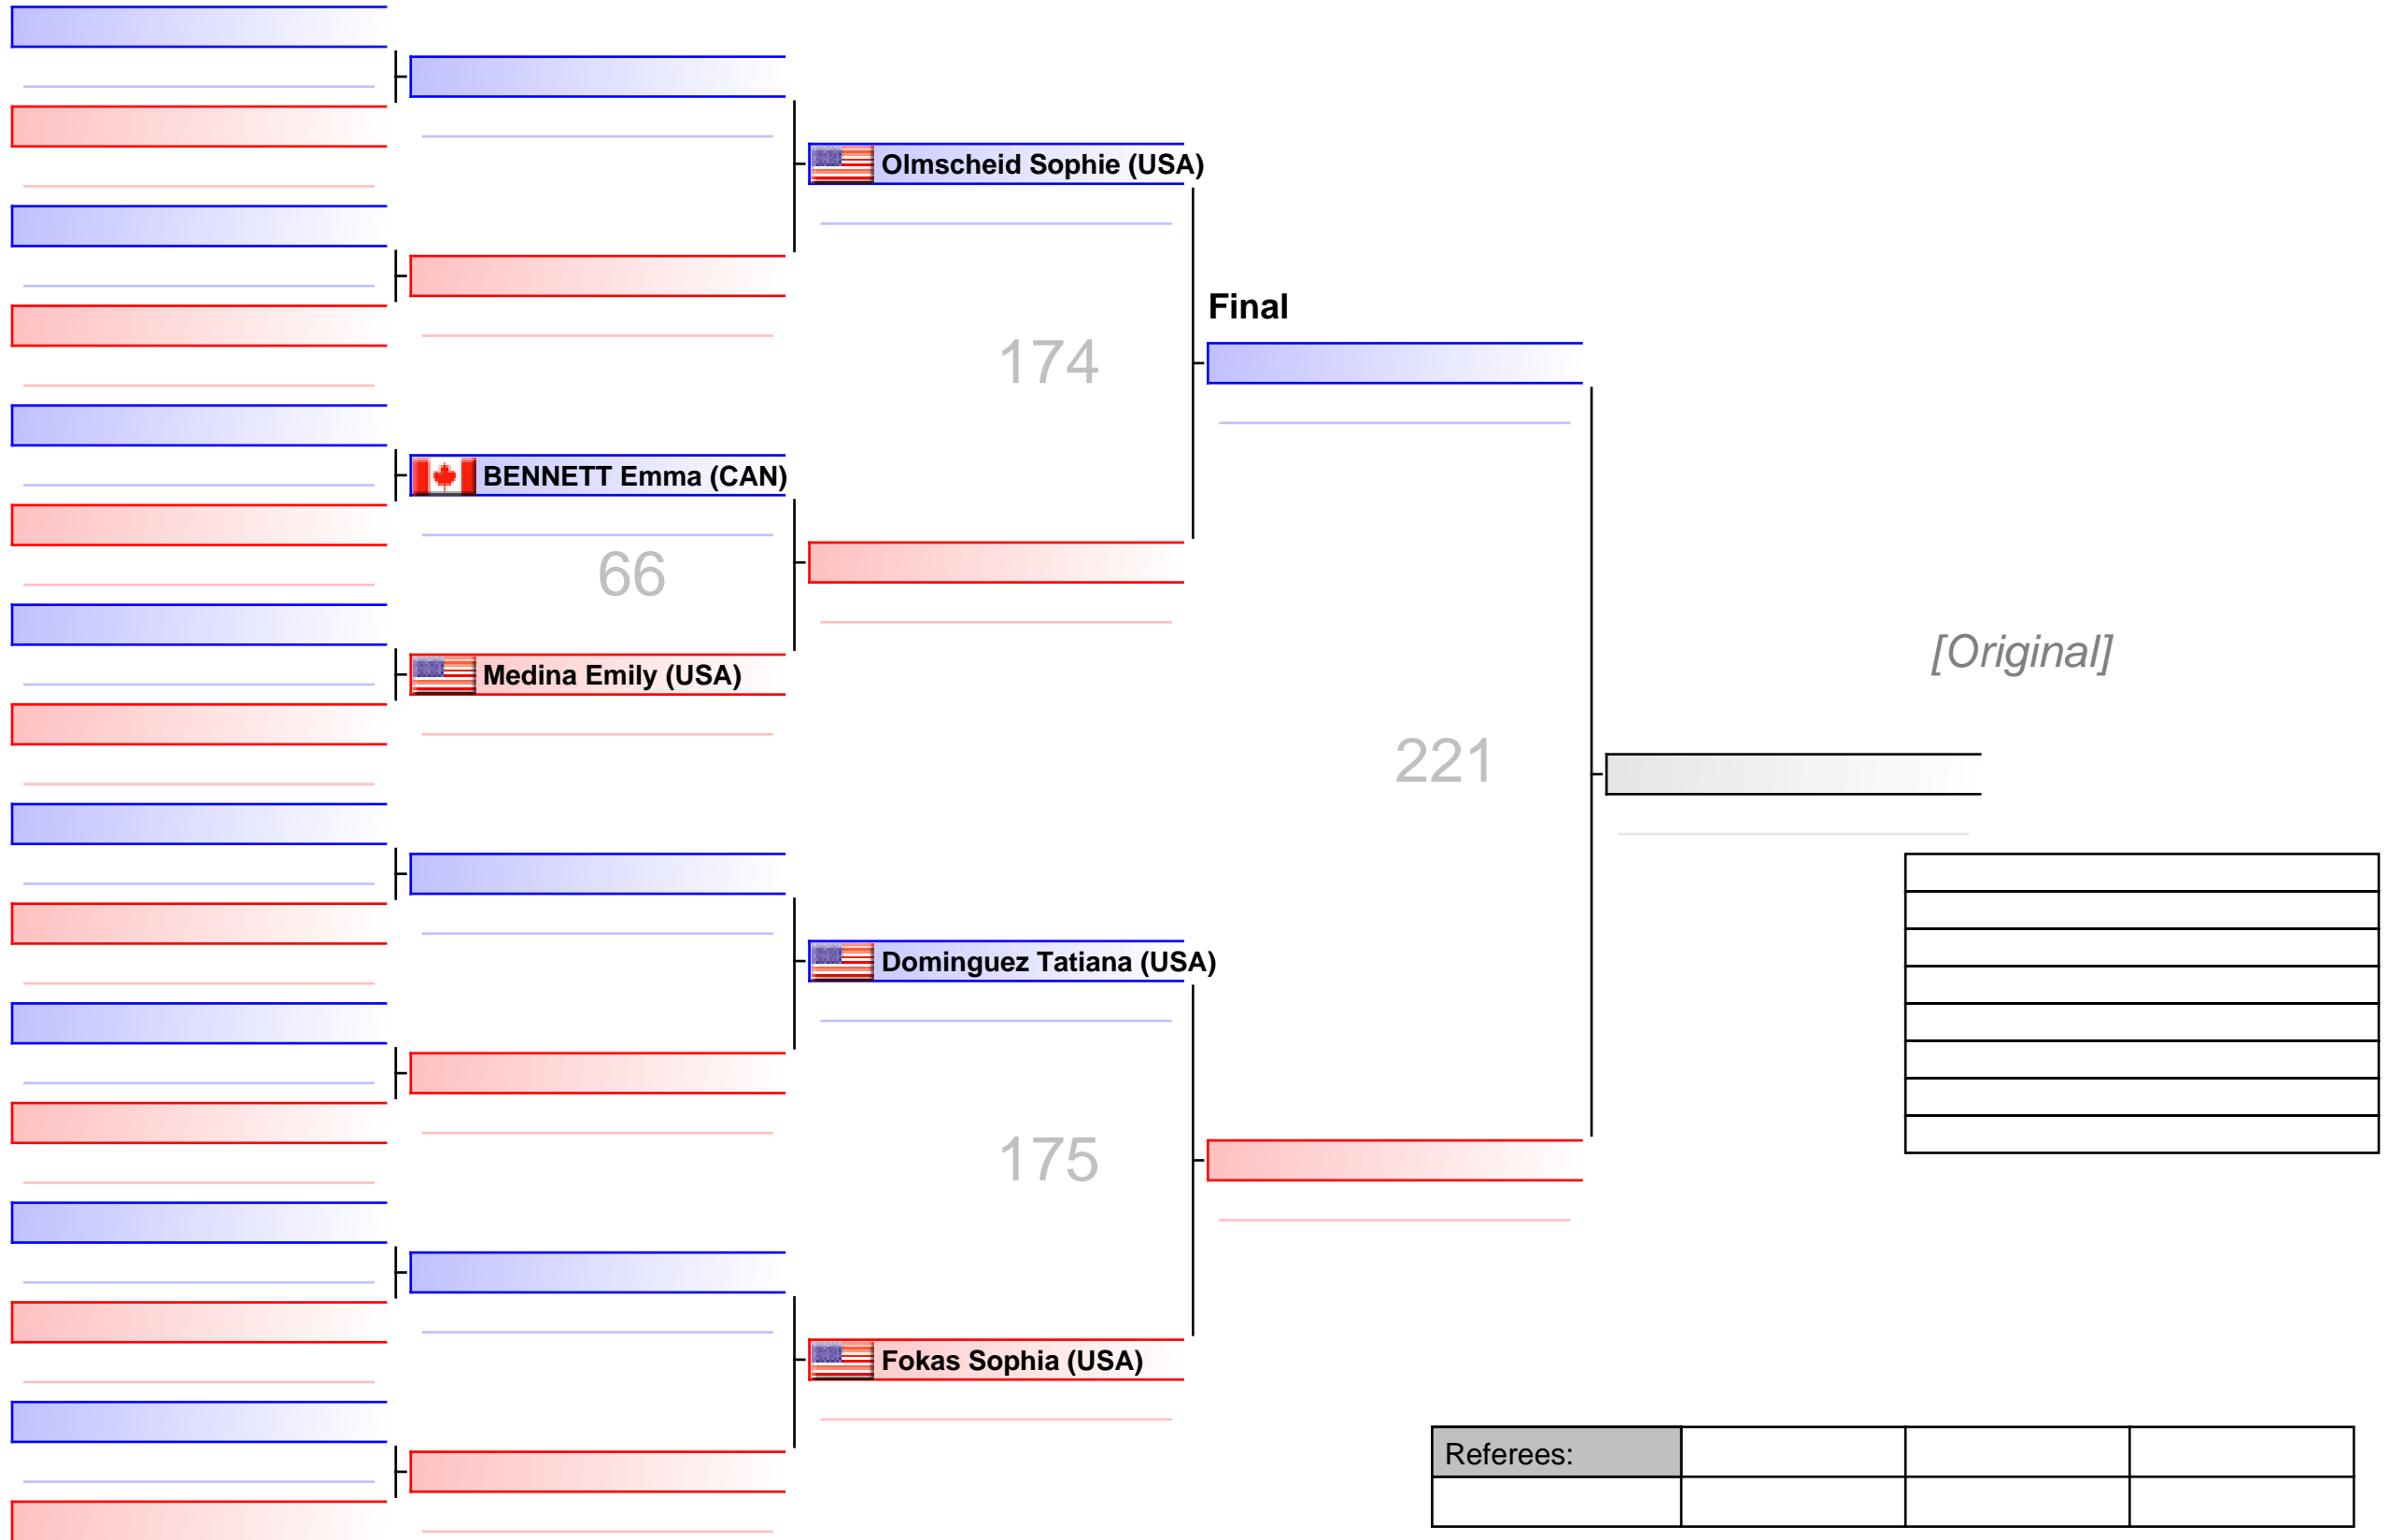 Olmscheid Sophie (USA)
Final
174
BENNETT Emma (CAN)
66
[Original]
Medina Emily (USA)
221
Dominguez Tatiana (USA)
175
Fokas Sophia (USA)
Referees: